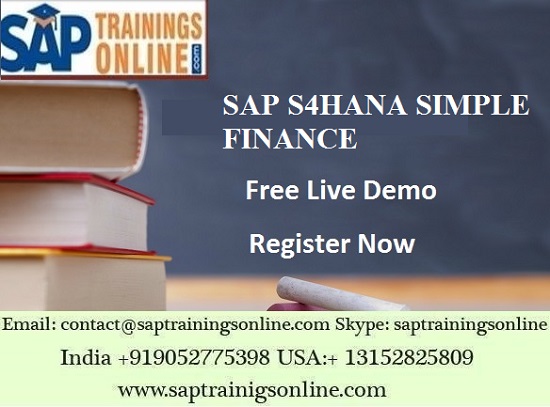 SAP TRAININGS
ONLINE.com
SAP S4HANA SIMPLE
FINANCE
Free Live Demo
Register Now
Email: contact@saptrainingsonline.com Skype: saptrainingsonline
India +919052775398 USA:+ 13152825809
www.saptrainigsonline.com